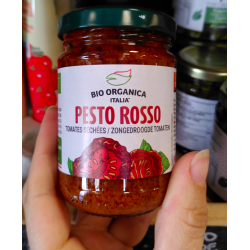 BIO ORGANICA
ITALIA
PESTO ROSSO
TOMATES SÉCHÉES / ZONGEDROOGDE TOMATEN